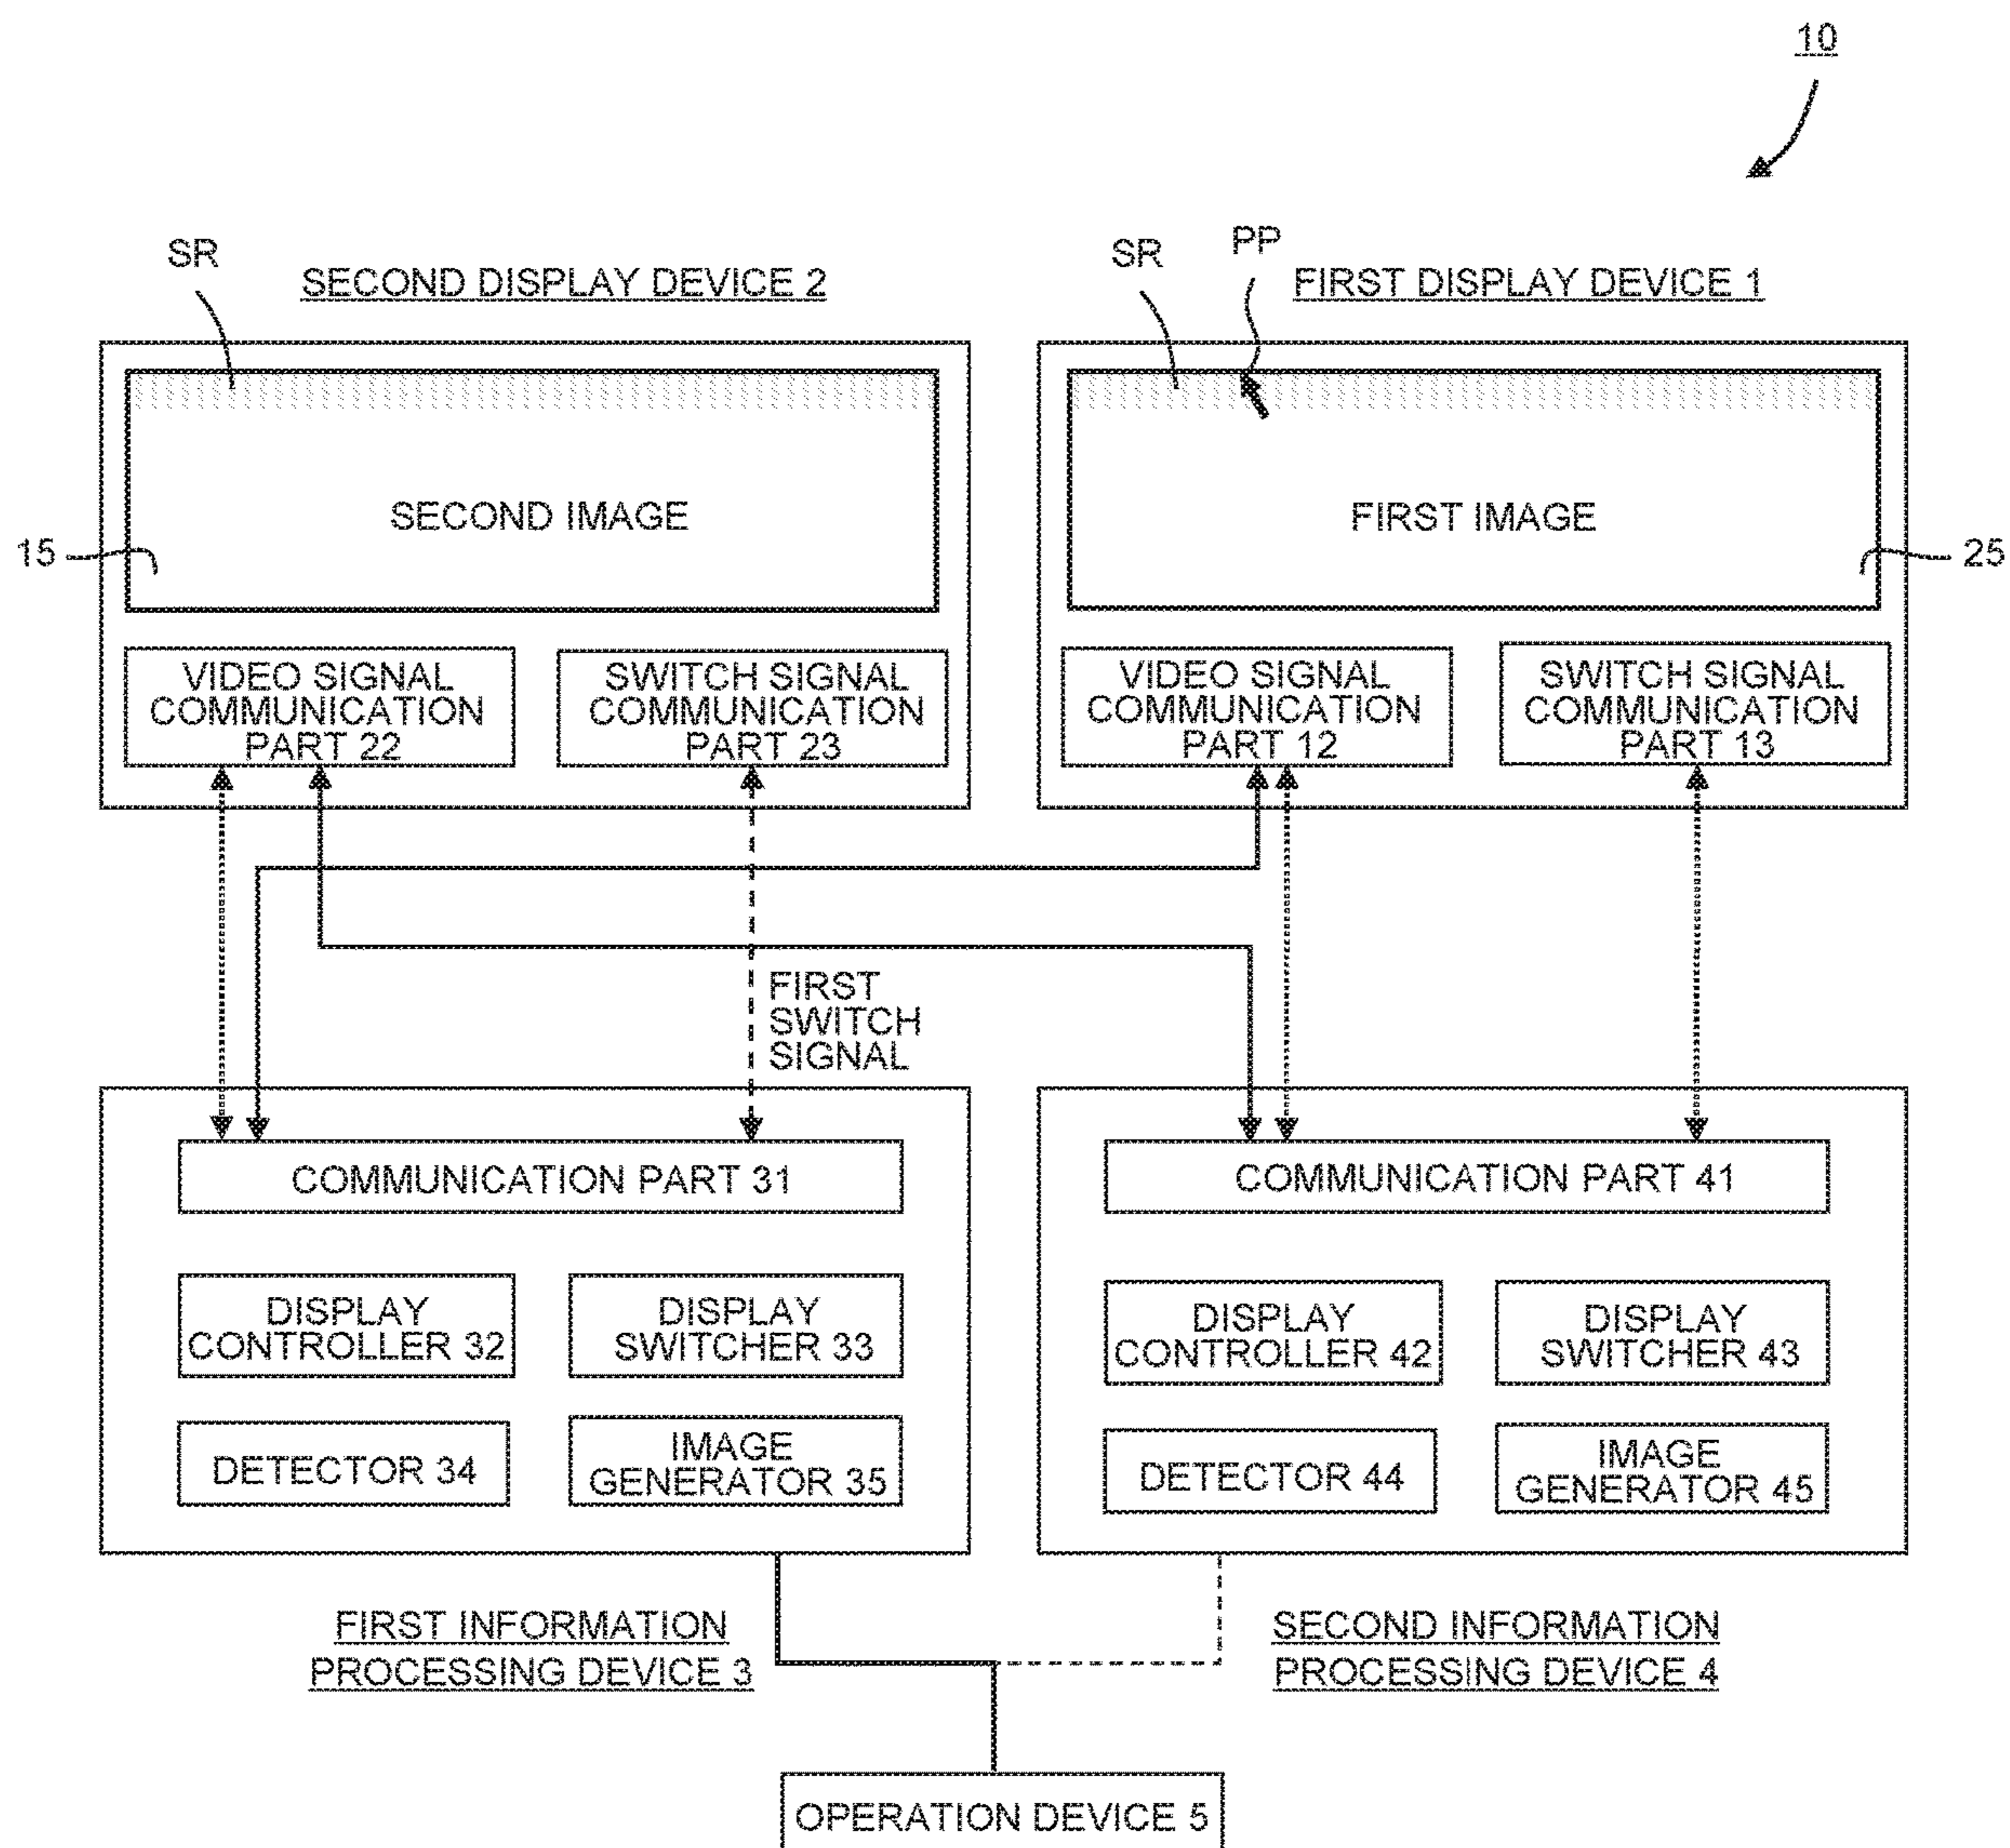 10
SR
SECOND DISPLAY DEVICE 2
SR
PP
FIRST DISPLAY DEVICE 1
SECOND IMAGE
15
FIRST IMAGE
25
VIDEO SIGNAL
COMMUNICATION
PART 22
SWITCH SIGNAL
COMMUNICATION
PART 23
VIDEO SIGNAL
COMMUNICATION
PART 12
SWITCH SIGNAL
COMMUNICATION
PART 13
FIRST
SWITCH
SIGNAL
COMMUNICATION PART 31
COMMUNICATION PART 41
DISPLAY
CONTROLLER 32
DISPLAY
SWITCHER 33
DETECTOR 34
IMAGE
GENERATOR 35
DISPLAY
CONTROLLER 42
DISPLAY
SWITCHER 43
DETECTOR 44
IMAGE
GENERATOR 45
FIRST INFORMATION
PROCESSING DEVICE 3
SECOND INFORMATION
PROCESSING DEVICE 4
OPERATION DEVICE 5